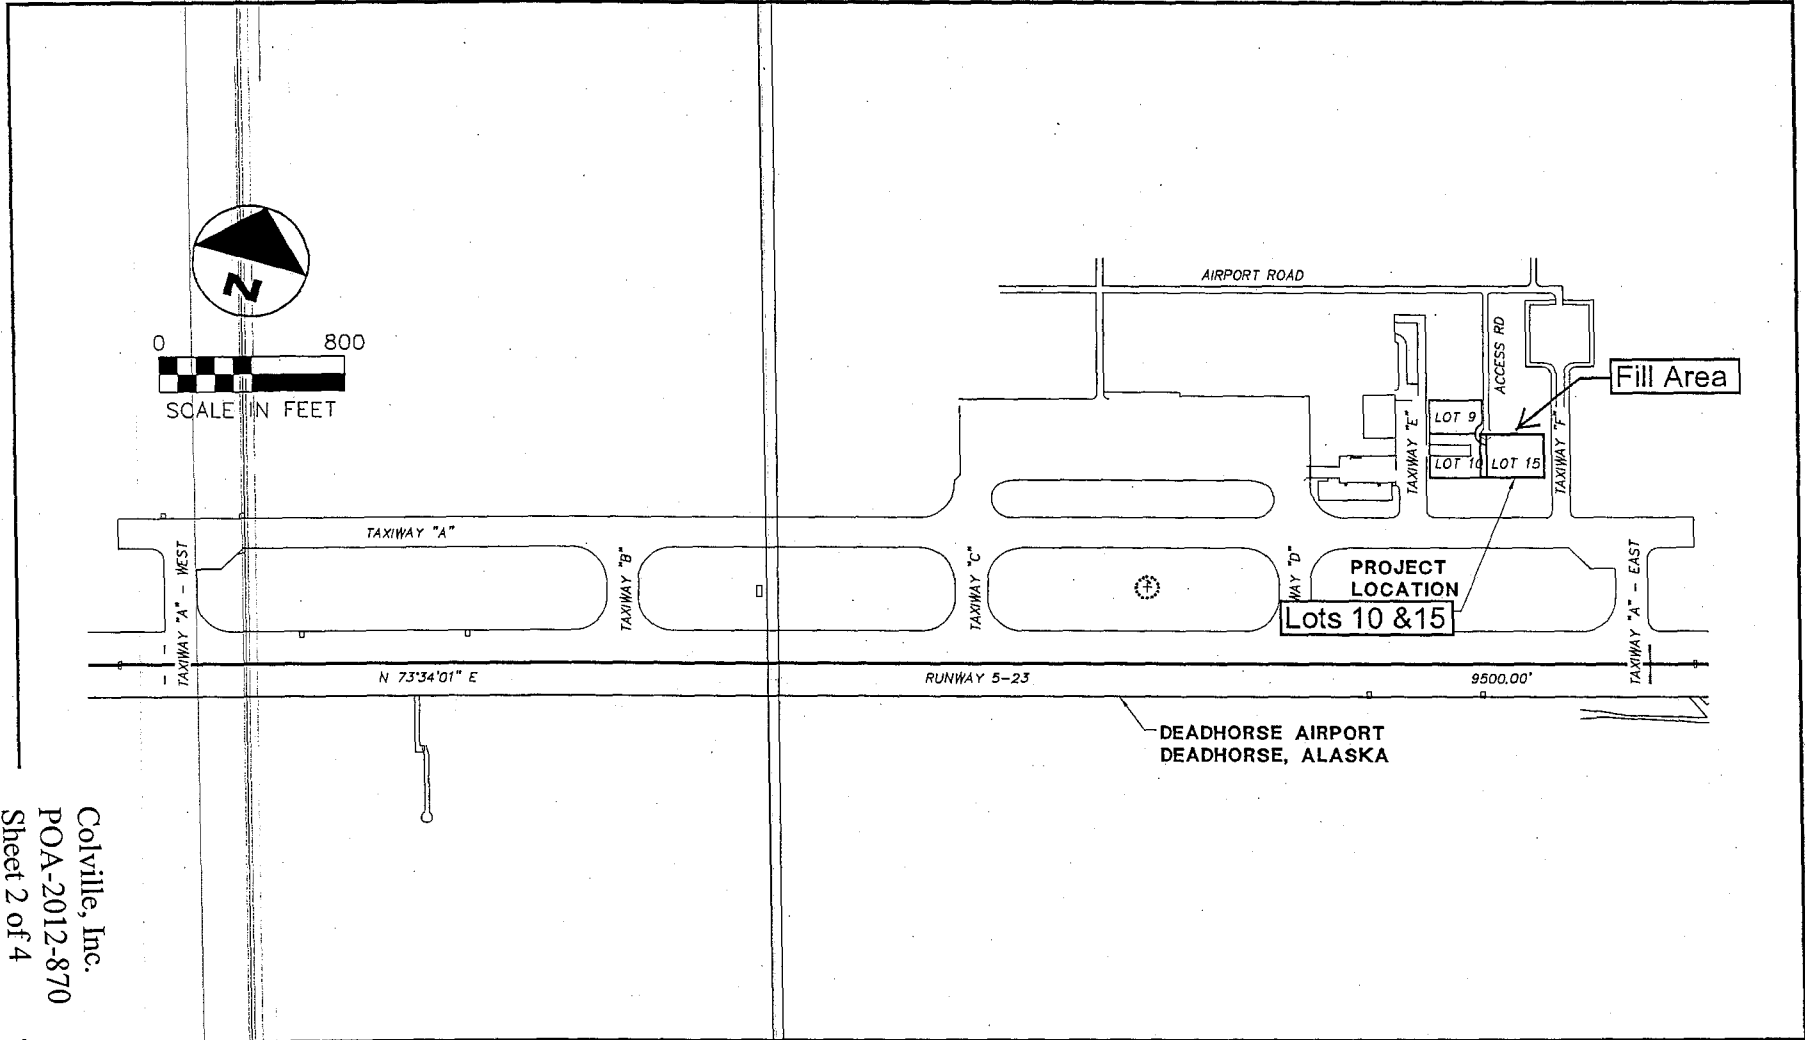 N
0 800
SCALE IN FEET
AIRPORT ROAD
ACCESS RD
Fill Area
LOT 9
LOT 10
LOT 15
TAXIWAY "E"
TAXIWAY "F"
TAXIWAY "A"
TAXIWAY "A" - WEST
TAXIWAY "B"
TAXIWAY "C"
WAY "D"
TAXIWAY "A" - EAST
PROJECT
LOCATION
Lots 10 &15
N 73°34'01" E
RUNWAY 5-23
9500.00'
DEADHORSE AIRPORT
DEADHORSE, ALASKA
Colville, Inc.
POA-2012-870
Sheet 2 of 4